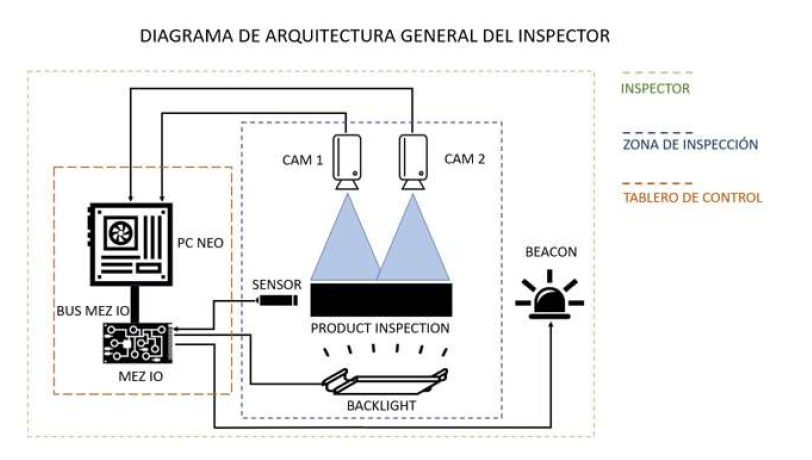 DIAGRAMA DE ARQUITECTURA GENERAL DEL INSPECTOR
INSPECTOR
ZONA DE INSPECCIÓN
TABLERO DE CONTROL
CAM 1
CAM 2
PC NEO
BEACON
SENSOR
BUS MEZ IO
PRODUCT INSPECTION
MEZ IO
BACKLIGHT